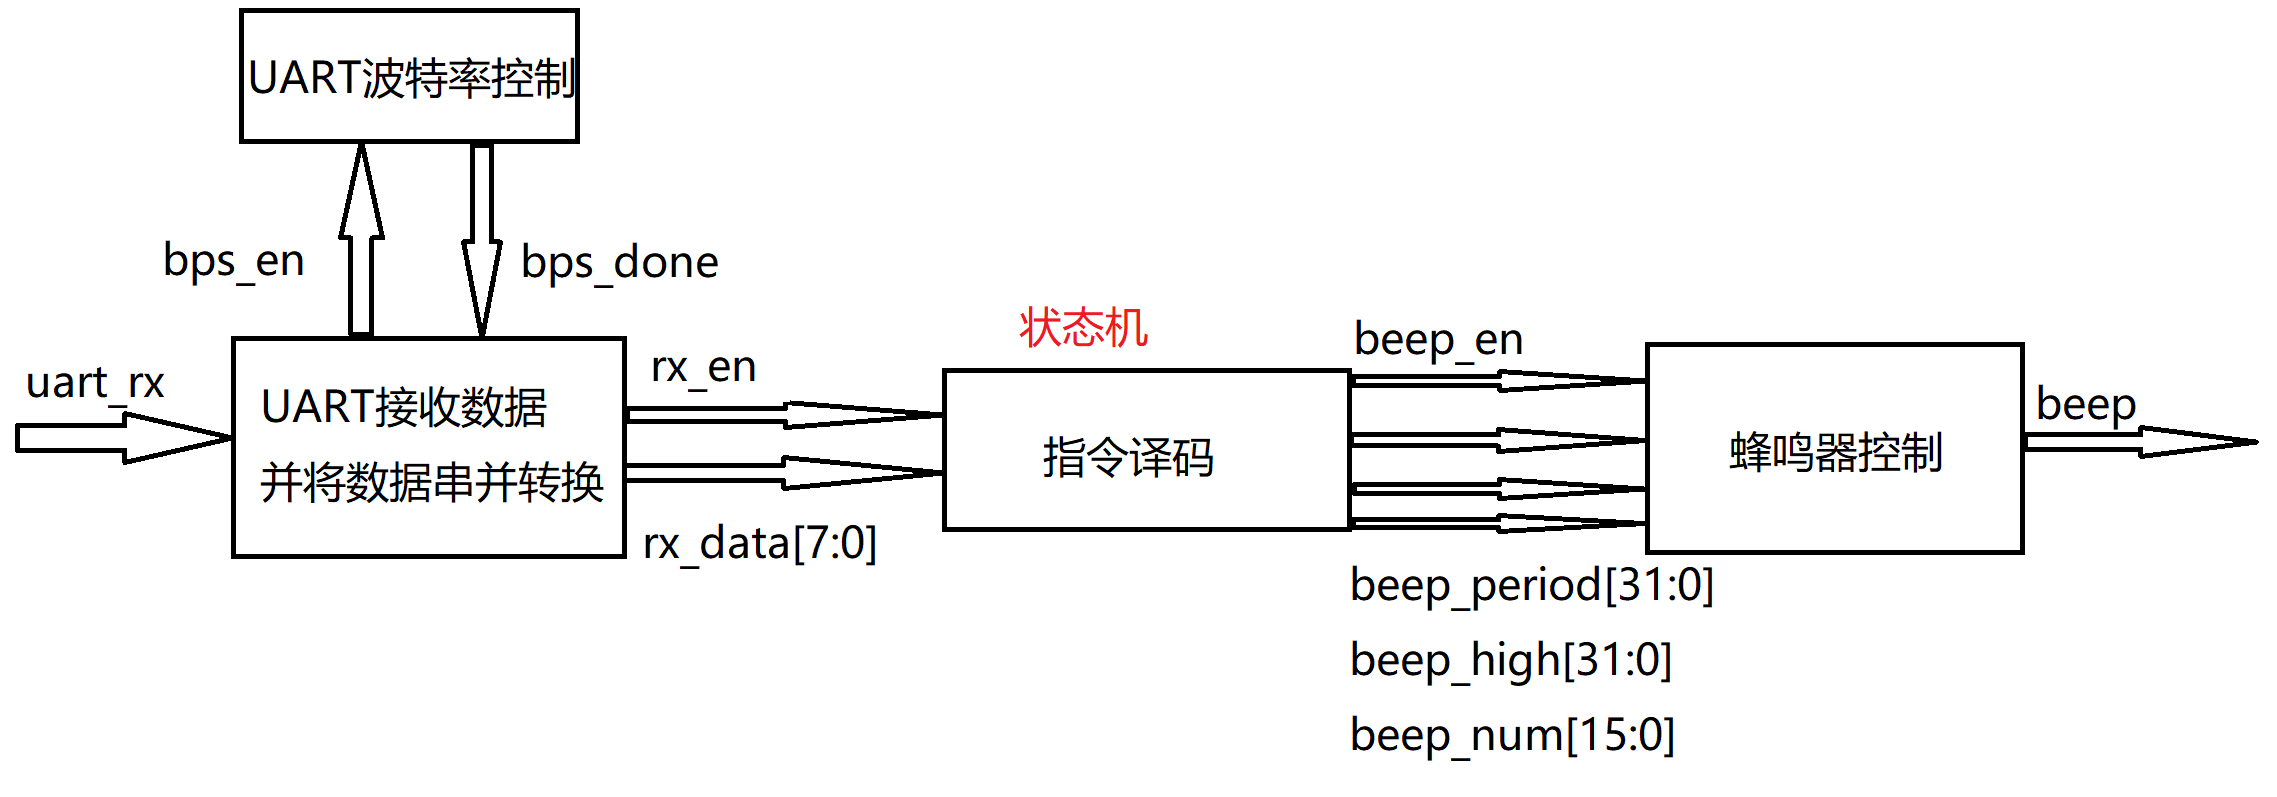 UART波特率控制
bps_en
bps_done
uart_rx
UART接收数据
并将数据串并转换
rx_en
rx_data[7:0]
状态机
指令译码
beep_en
beep_period[31:0]
beep_high[31:0]
beep_num[15:0]
蜂鸣器控制
beep